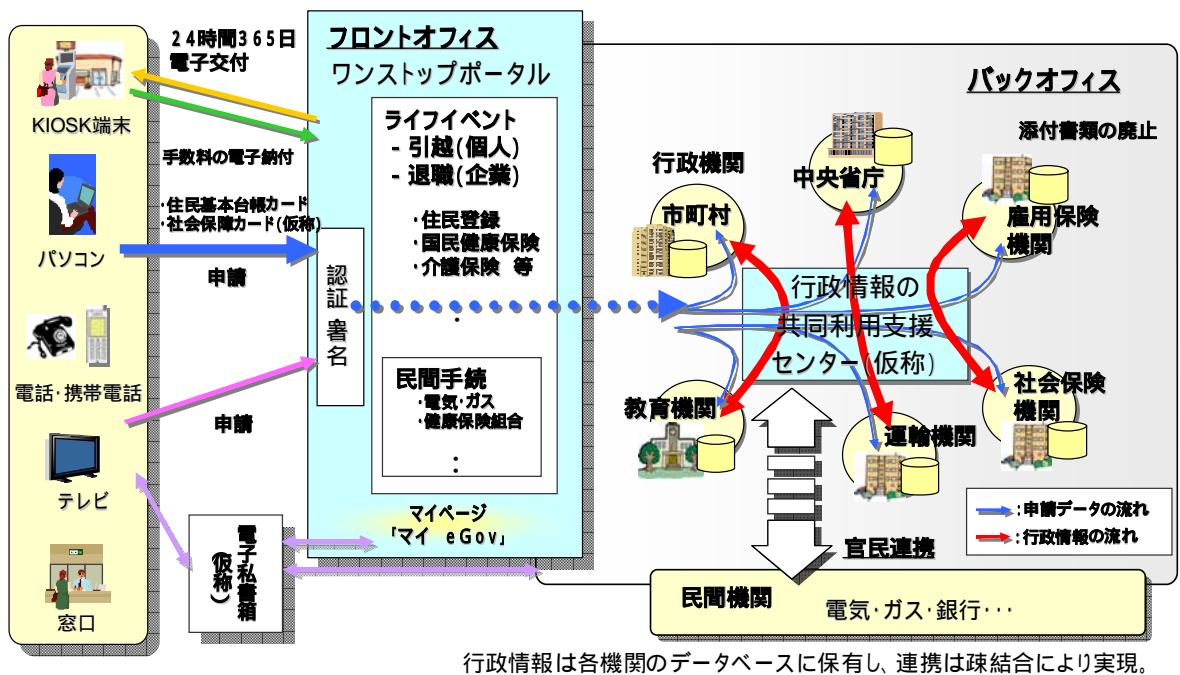 24時間365日
電子交付
KIOSK端末
手数料の電子納付
・住民基本台帳カード
・社会保障カード(仮称)
パソコン
申請
電話・携帯電話
申請
テレビ
窓口
電子私書箱
(仮称)
フロントオフィス
ワンストップポータル
ライフイベント
- 引越(個人)
- 退職(企業)
・住民登録
・国民健康保険
・介護保険 等
・
認証・署名
民間手続
・電気・ガス
・健康保険組合
:
マイページ
「マイ eGov」
バックオフィス
添付書類の廃止
行政機関
市町村
中央省庁
雇用保険
機関
行政情報の
共同利用支援
センター(仮称)
教育機関
運輸機関
社会保険
機関
:申請データの流れ
:行政情報の流れ
官民連携
民間機関
電気・ガス・銀行・・・
行政情報は各機関のデータベースに保有し、連携は疎結合により実現。